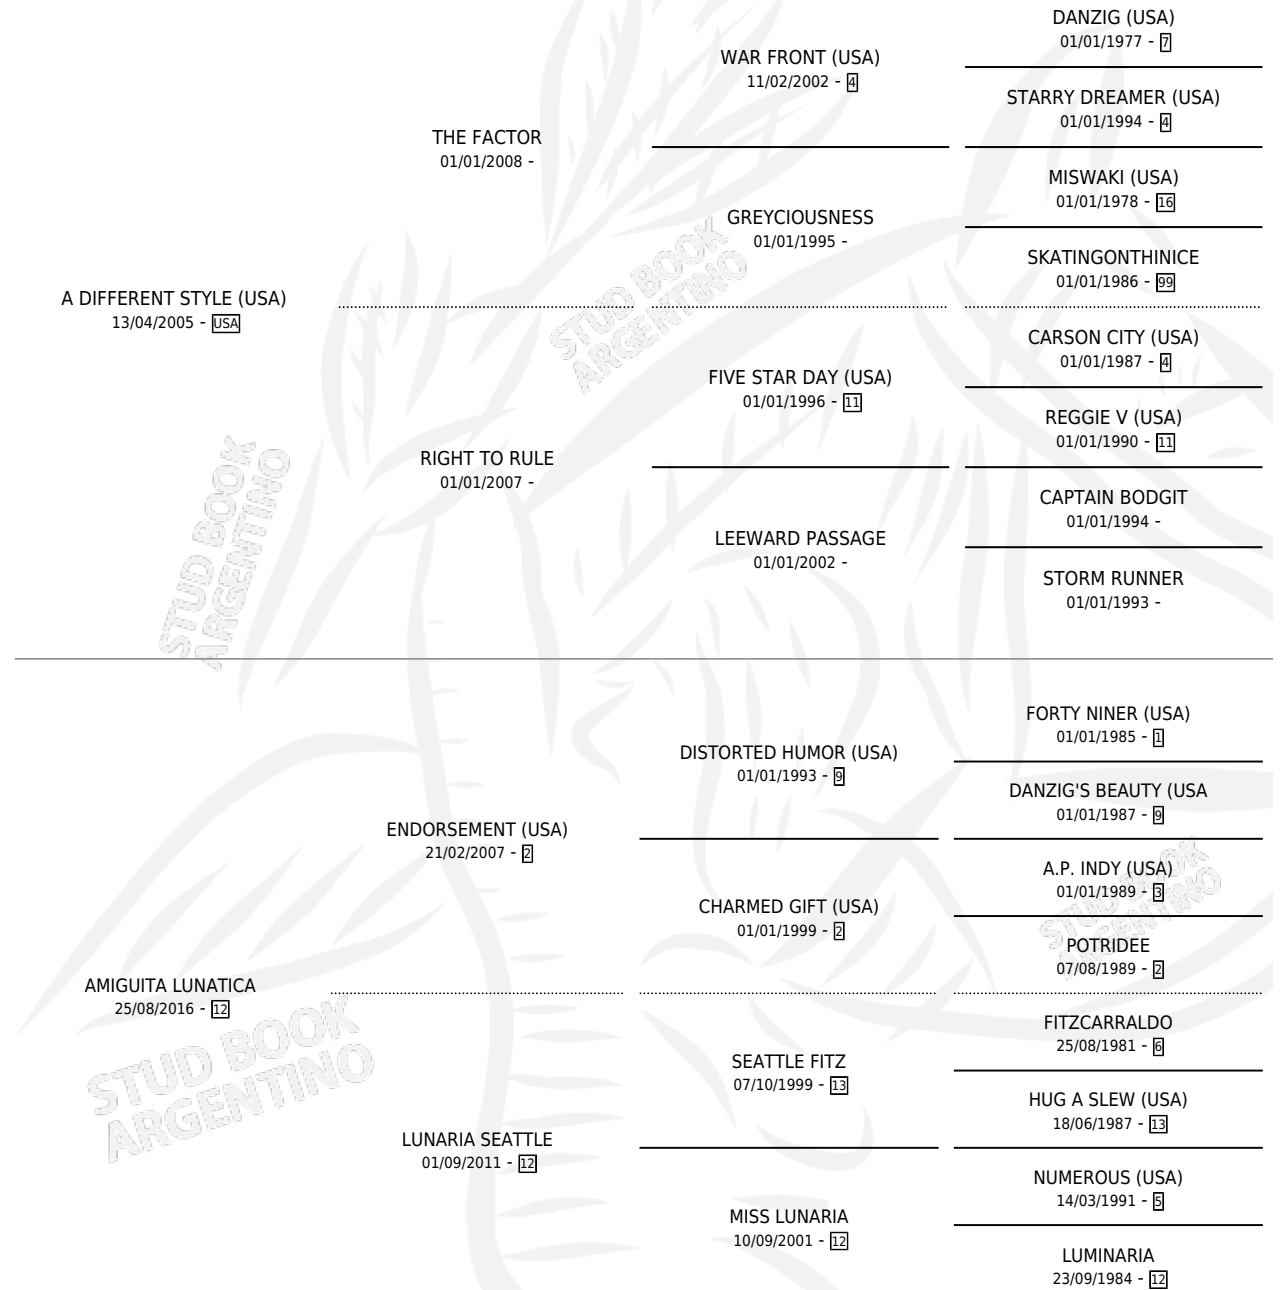 DANZIG (USA)
01/01/1977 - 7
WAR FRONT (USA)
11/02/2002 - 4
STARRY DREAMER (USA)
01/01/1994 - 4
THE FACTOR
01/01/2008 -
MISWAKI (USA)
01/01/1978 - 16
GREYCIOUSNESS
01/01/1995 -
SKATINGONTHINICE
01/01/1986 - 99
A DIFFERENT STYLE (USA)
13/04/2005 - USA
CARSON CITY (USA)
01/01/1987 - 4
FIVE STAR DAY (USA)
01/01/1996 - 11
REGGIE V (USA)
01/01/1990 - 11
RIGHT TO RULE
01/01/2007 -
CAPTAIN BODGIT
01/01/1994 -
LEEWARD PASSAGE
01/01/2002 -
STORM RUNNER
01/01/1993 -
STUD BOOK
ARGENTINO
STUD BOOK
ARGENTINO
FORTY NINER (USA)
01/01/1985 - 1
DISTORTED HUMOR (USA)
01/01/1993 - 9
DANZIG'S BEAUTY (USA
01/01/1987 - 9
ENDORSEMENT (USA)
21/02/2007 - 2
A.P. INDY (USA)
01/01/1989 - 3
CHARMED GIFT (USA)
01/01/1999 - 2
POTRIDEE
07/08/1989 - 2
AMIGUITA LUNATICA
25/08/2016 - 12
FITZCARRALDO
25/08/1981 - 6
SEATTLE FITZ
07/10/1999 - 13
HUG A SLEW (USA)
18/06/1987 - 13
LUNARIA SEATTLE
01/09/2011 - 12
NUMEROUS (USA)
14/03/1991 - 5
MISS LUNARIA
10/09/2001 - 12
LUMINARIA
23/09/1984 - 12
STUD BOOK
ARGENTINO
STUD BOOK
ARGENTINO